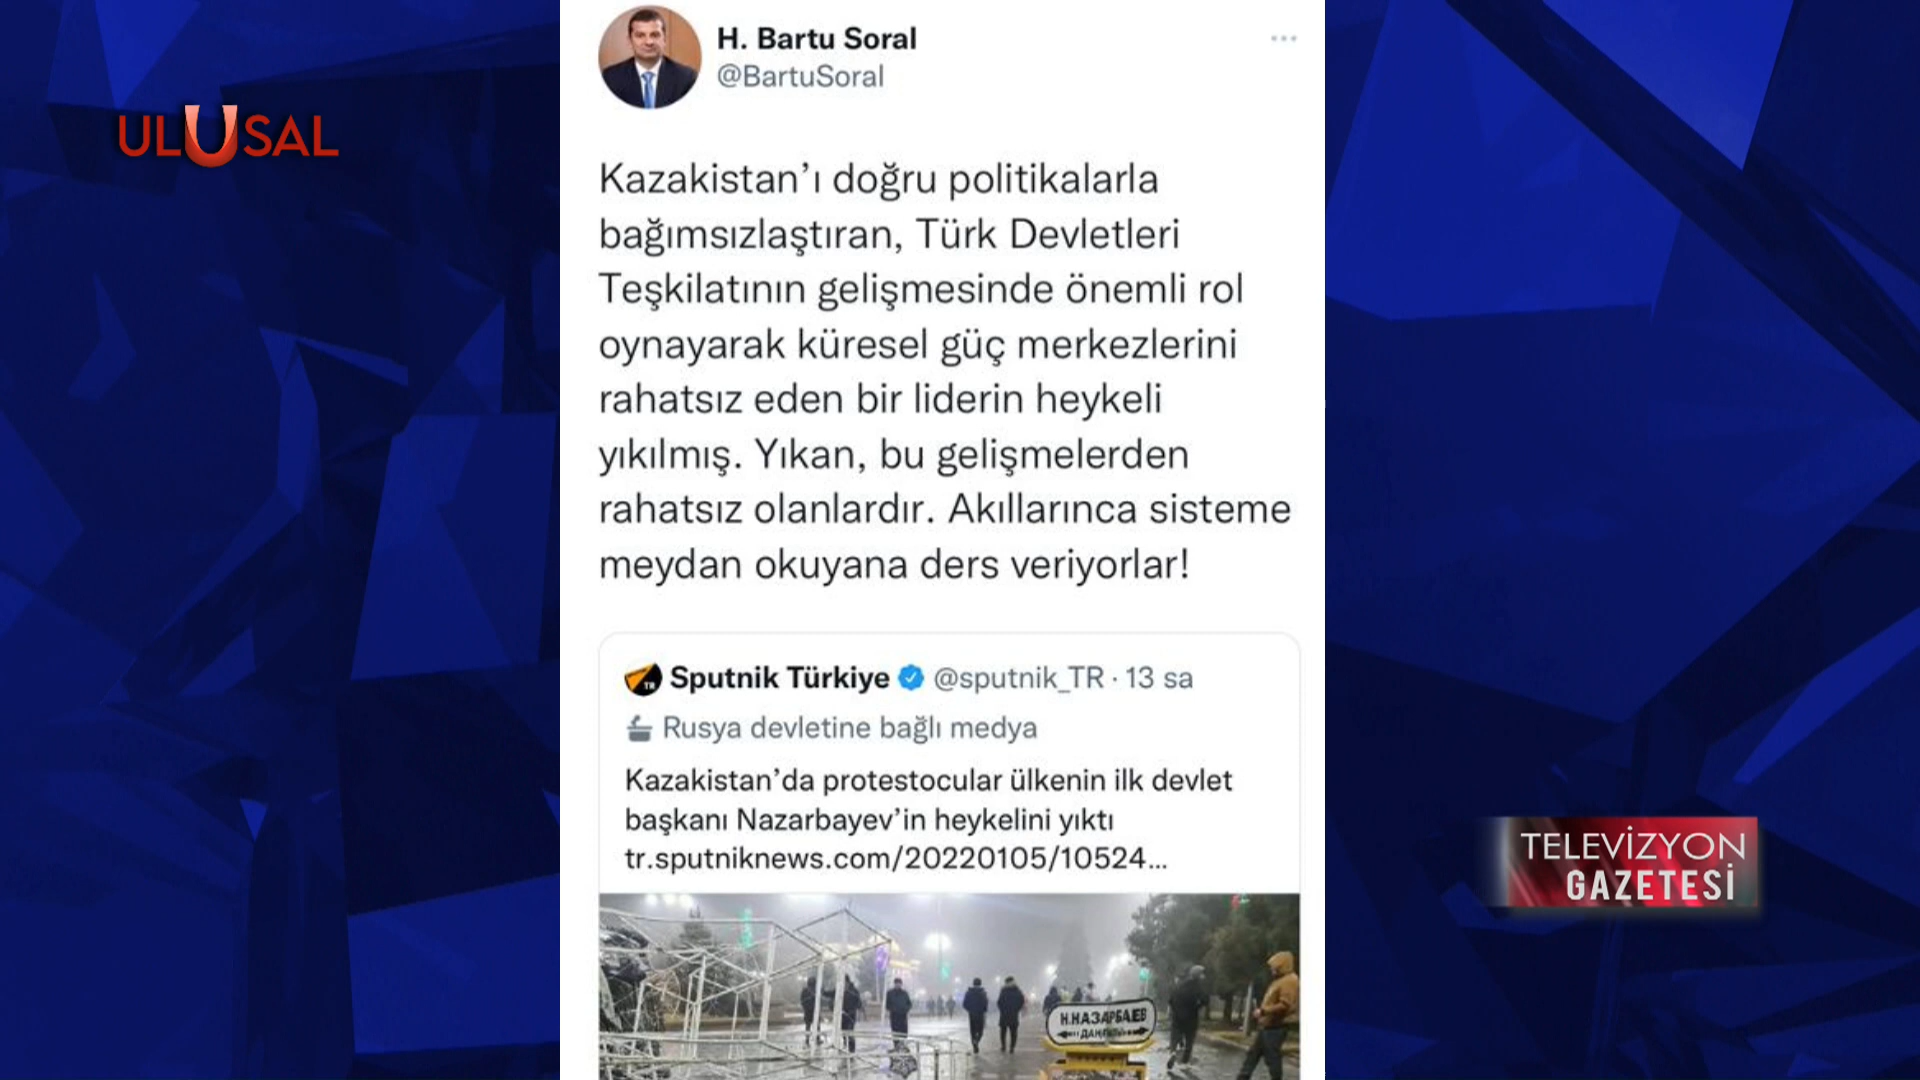 ULUSAL
H. Bartu Soral
@BartuSoral
Kazakistan’ı doğru politikalarla
bağımsızlaştıran, Türk Devletleri
Teşkilatının gelişmesinde önemli rol
oynayarak küresel güç merkezlerini
rahatsız eden bir liderin heykeli
yıkılmış. Yıkan, bu gelişmelerden
rahatsız olanlardır. Akıllarınca sisteme
meydan okuyana ders veriyorlar!
TR
Sputnik Türkiye @sputnik_TR · 13 sa
Rusya devletine bağlı medya
Kazakistan’da protestocular ülkenin ilk devlet
başkanı Nazarbayev’in heykelini yıktı
tr.sputniknews.com/20220105/10524...
Н.НАЗАРБАЕВ
TELEVİZYON
GAZETESİ